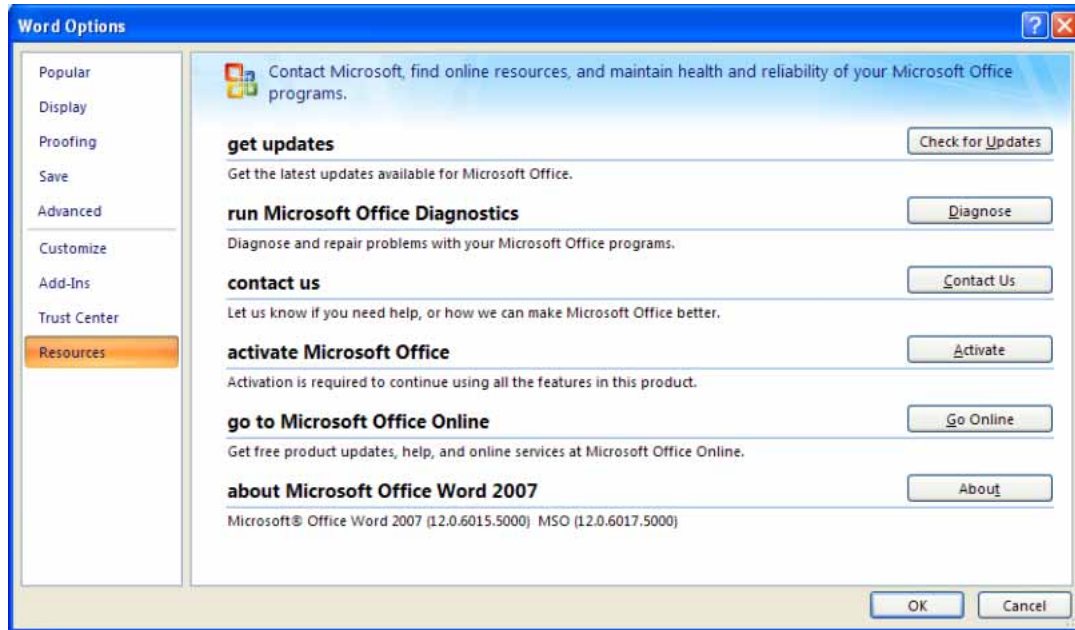 Word Options
Popular
Display
Proofing
Save
Advanced
Customize
Add-Ins
Trust Center
Resources
Contact Microsoft, find online resources, and maintain health and reliability of your Microsoft Office
programs.
get updates
Check for Updates
Get the latest updates available for Microsoft Office.
run Microsoft Office Diagnostics
Diagnose
Diagnose and repair problems with your Microsoft Office programs.
contact us
Contact Us
Let us know if you need help, or how we can make Microsoft Office better.
activate Microsoft Office
Activate
Activation is required to continue using all the features in this product.
go to Microsoft Office Online
Go Online
Get free product updates, help, and online services at Microsoft Office Online.
about Microsoft Office Word 2007
About
Microsoft® Office Word 2007 (12.0.6015.5000)  MSO (12.0.6017.5000)
OK
Cancel